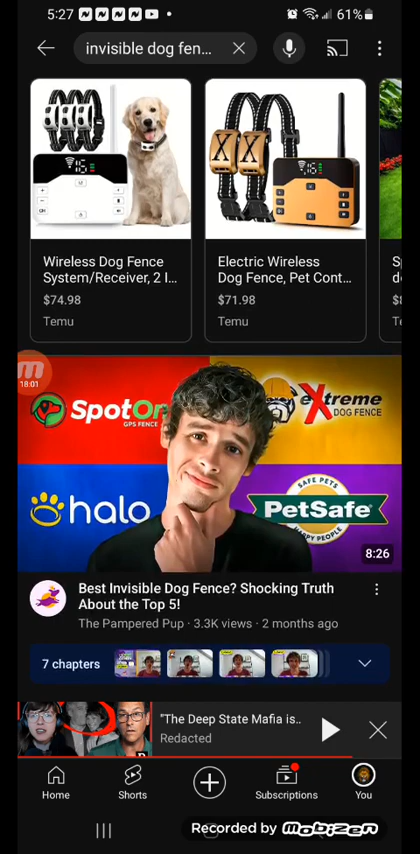 5:27
61%
invisible dog fen...
Wireless Dog Fence
System/Receiver, 2 I...
$74.98
Temu
Electric Wireless
Dog Fence, Pet Cont...
$71.98
Temu
Sp
d
$
Te
18:01
SpotOn
GPS FENCE
eXtreme
DOG FENCE
halo
SAFE PETS
PetSafe
HAPPY PEOPLE
8:26
Best Invisible Dog Fence? Shocking Truth
About the Top 5!
The Pampered Pup · 3.3K views · 2 months ago
7 chapters
"The Deep State Mafia is..
Redacted
Home
Shorts
Subscriptions
You
Recorded by MOBIZEN